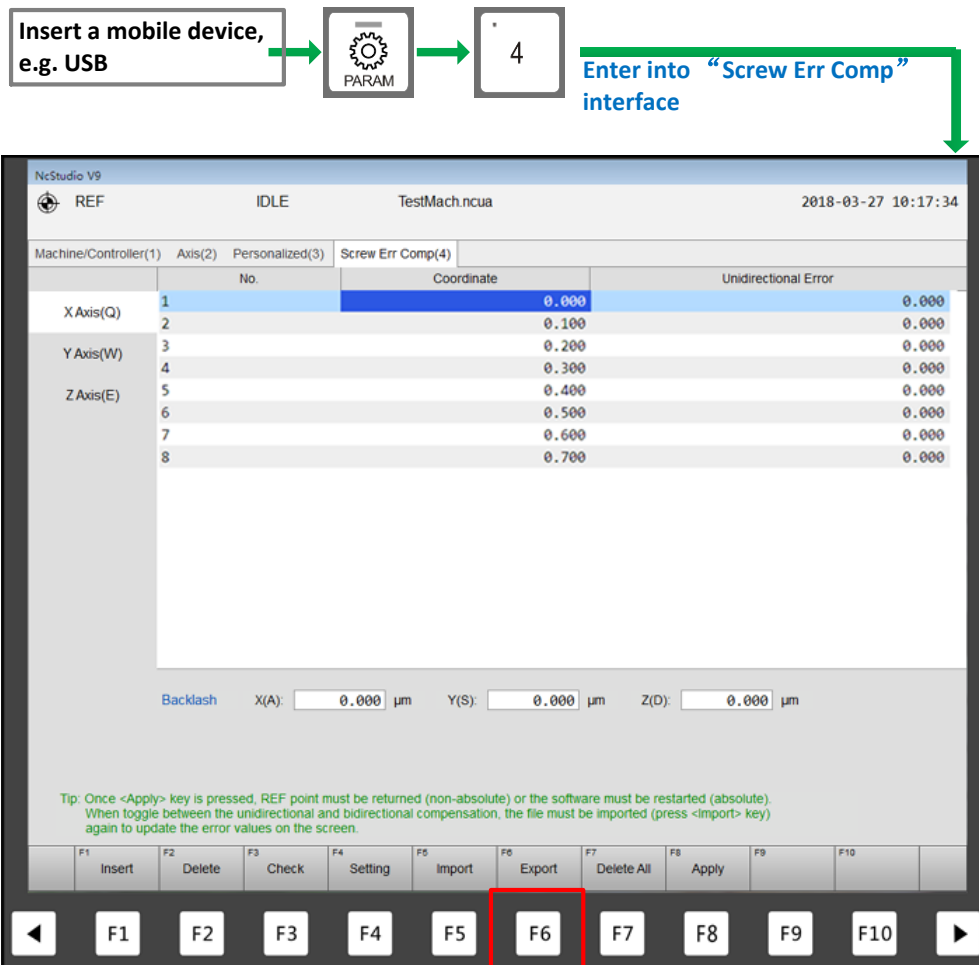 Insert a mobile device,
e.g. USB
PARAM
4
Enter into “Screw Err Comp”
interface
NcStudio V9
REF IDLE TestMach.ncua 2018-03-27 10:17:34
Machine/Controller(1) Axis(2) Personalized(3) Screw Err Comp(4)
No. Coordinate Unidirectional Error
X Axis(Q)
Y Axis(W)
Z Axis(E)
1 0.000 0.000
2 0.100 0.000
3 0.200 0.000
4 0.300 0.000
5 0.400 0.000
6 0.500 0.000
7 0.600 0.000
8 0.700 0.000
Backlash X(A): 0.000 μm Y(S): 0.000 μm Z(D): 0.000 μm
Tip: Once <Apply> key is pressed, REF point must be returned (non-absolute) or the software must be restarted (absolute).
When toggle between the unidirectional and bidirectional compensation, the file must be imported (press <Import> key)
again to update the error values on the screen.
F1 Insert F2 Delete F3 Check F4 Setting F5 Import F6 Export F7 Delete All F8 Apply F9 F10
F1 F2 F3 F4 F5 F6 F7 F8 F9 F10